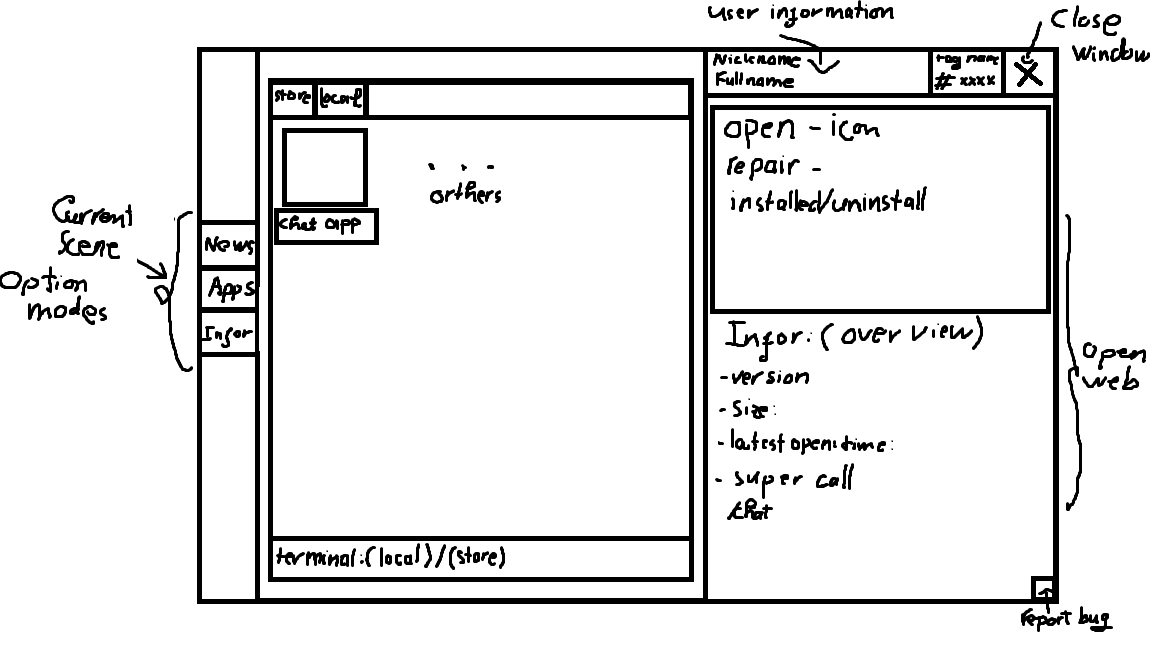 user information
Close
Window
Nickname
Fullname
tag name
# xxxx
X
store
local
open - icon
repair -
installed/uninstall
. . -
orthers
chat app
Current
Scene
Option
modes
News
Apps
Infor
Infor: (over view)
- version
- Size:
- latest open:time:
- super call
chat
open
web
terminal:(local)/(store)
report bug